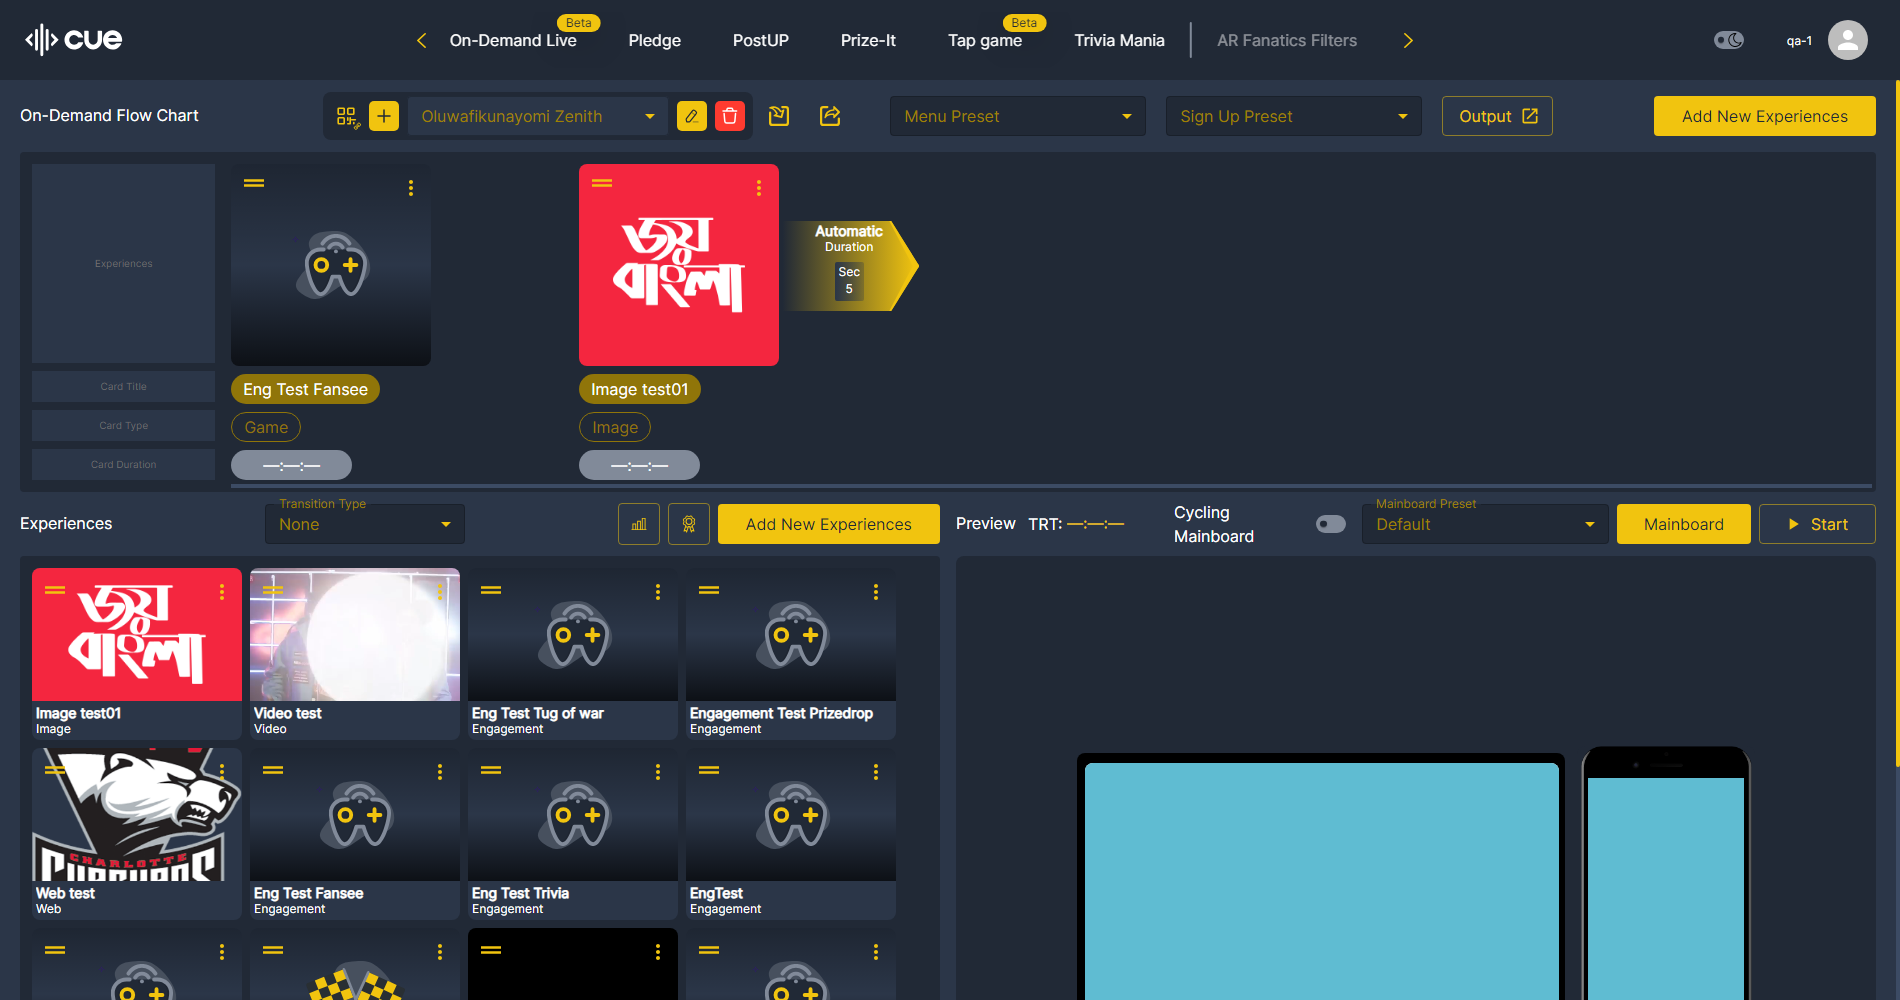 cue
On-Demand Live
Beta
Pledge
PostUP
Prize-It
Tap game
Beta
Trivia Mania
AR Fanatics Filters
qa-1
On-Demand Flow Chart
Oluwafikunayomi Zenith
Menu Preset
Sign Up Preset
Output
Add New Experiences
Experiences
Card Title
Card Type
Card Duration
Eng Test Fansee
Game
—:—:—
জয়
বাংলা
Image test01
Image
—:—:—
Automatic
Duration
Sec
5
Experiences
Transition Type
None
Add New Experiences
Preview TRT: —:—:—
Cycling
Mainboard
Mainboard Preset
Default
Mainboard
Start
জয়
বাংলা
Image test01
Image
Video test
Video
Eng Test Tug of war
Engagement
Engagement Test Prizedrop
Engagement
CHARLOTTE
Web test
Web
Eng Test Fansee
Engagement
Eng Test Trivia
Engagement
EngTest
Engagement